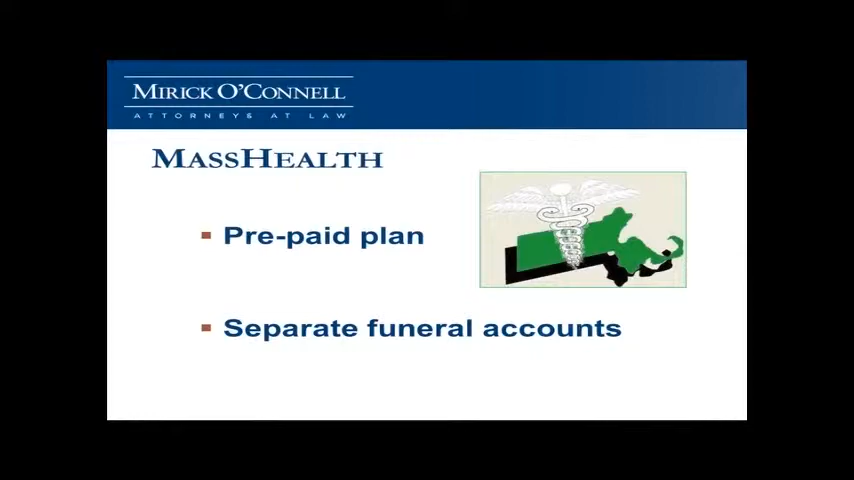 MIRICK O'CONNELL
ATTORNEYS AT LAW
MASSHEALTH
Pre-paid plan
Separate funeral accounts